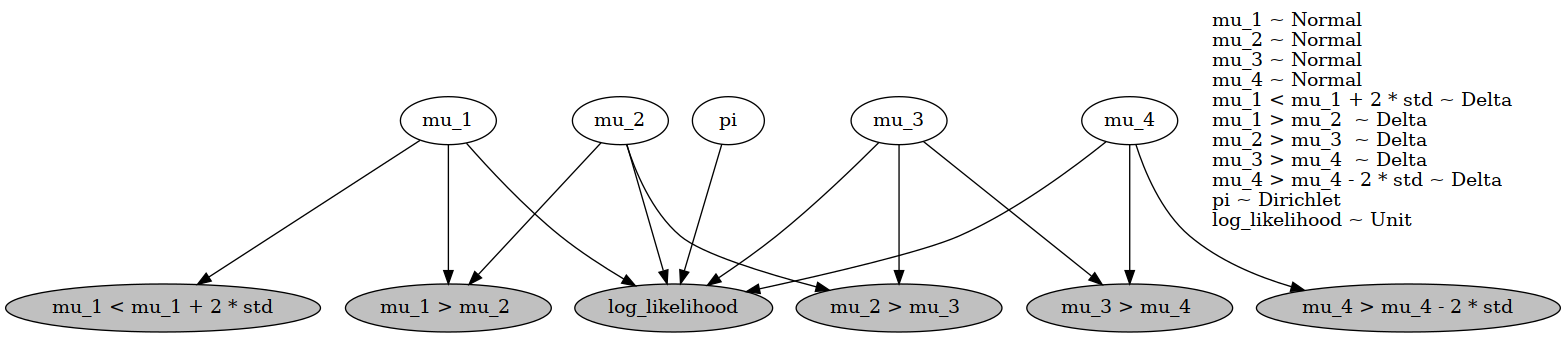 mu_1 ~ Normal
mu_2 ~ Normal
mu_3 ~ Normal
mu_4 ~ Normal
mu_1 < mu_1 + 2 * std ~ Delta
mu_1 > mu_2  ~ Delta
mu_2 > mu_3  ~ Delta
mu_3 > mu_4  ~ Delta
mu_4 > mu_4 - 2 * std ~ Delta
pi ~ Dirichlet
log_likelihood ~ Unit
mu_1
mu_2
pi
mu_3
mu_4
mu_1 < mu_1 + 2 * std
mu_1 > mu_2
log_likelihood
mu_2 > mu_3
mu_3 > mu_4
mu_4 > mu_4 - 2 * std